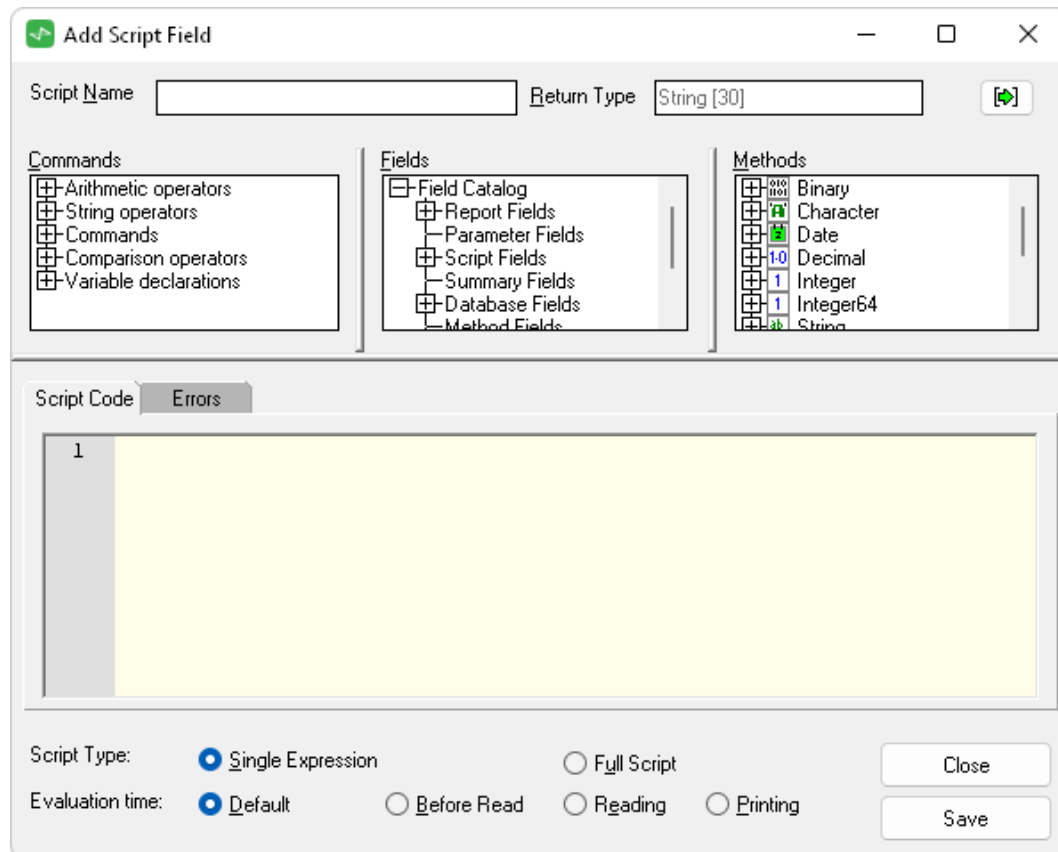 Add Script Field
Script Name
Return Type String [30]
Commands
Arithmetic operators
String operators
Commands
Comparison operators
Variable declarations
Fields
Field Catalog
Report Fields
Parameter Fields
Script Fields
Summary Fields
Database Fields
Method Fields
Methods
Binary
Character
Date
Decimal
Integer
Integer64
String
Script Code Errors
1
Script Type: Single Expression Full Script Close
Evaluation time: Default Before Read Reading Printing
Save